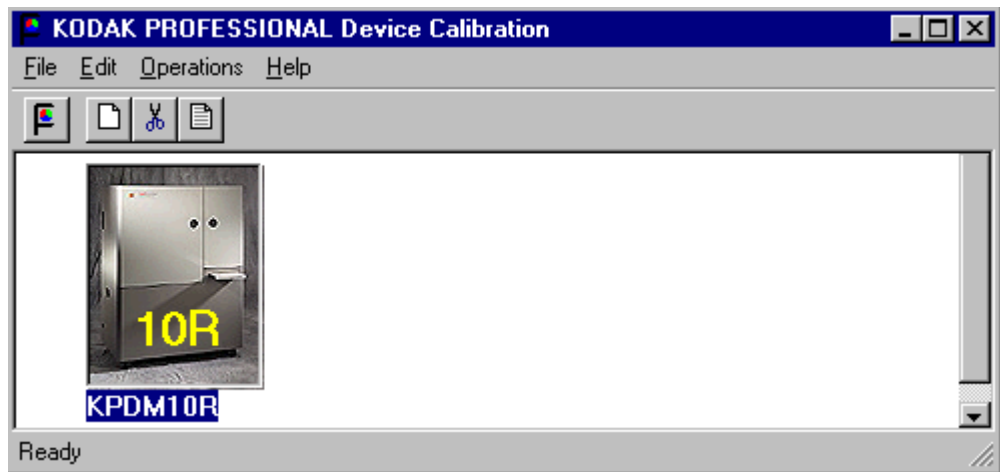 KODAK PROFESSIONAL Device Calibration
File Edit Operations Help
10R
KPDM10R
Ready